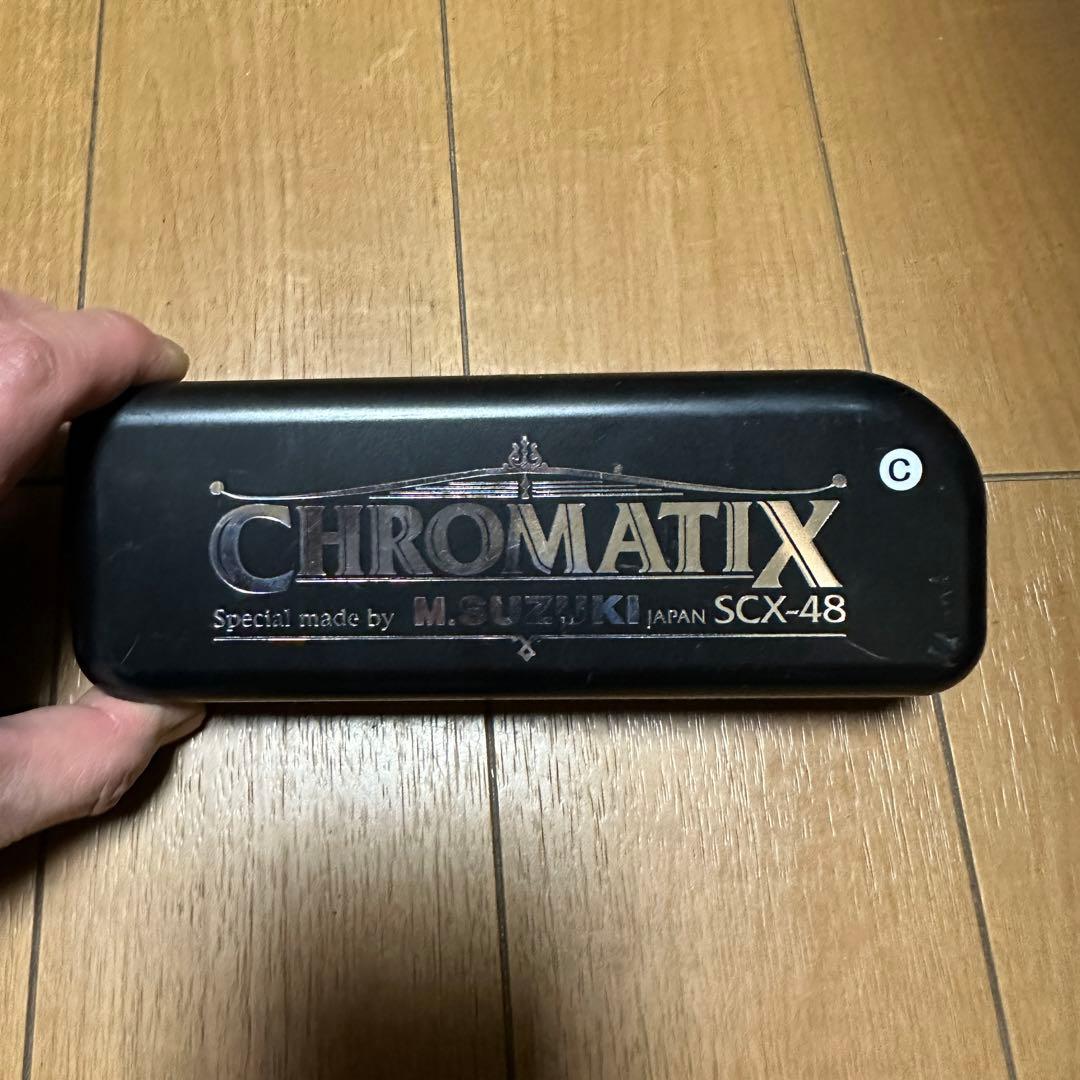 C
CHROMATIX
Special made by M.SUZUKI JAPAN SCX-48